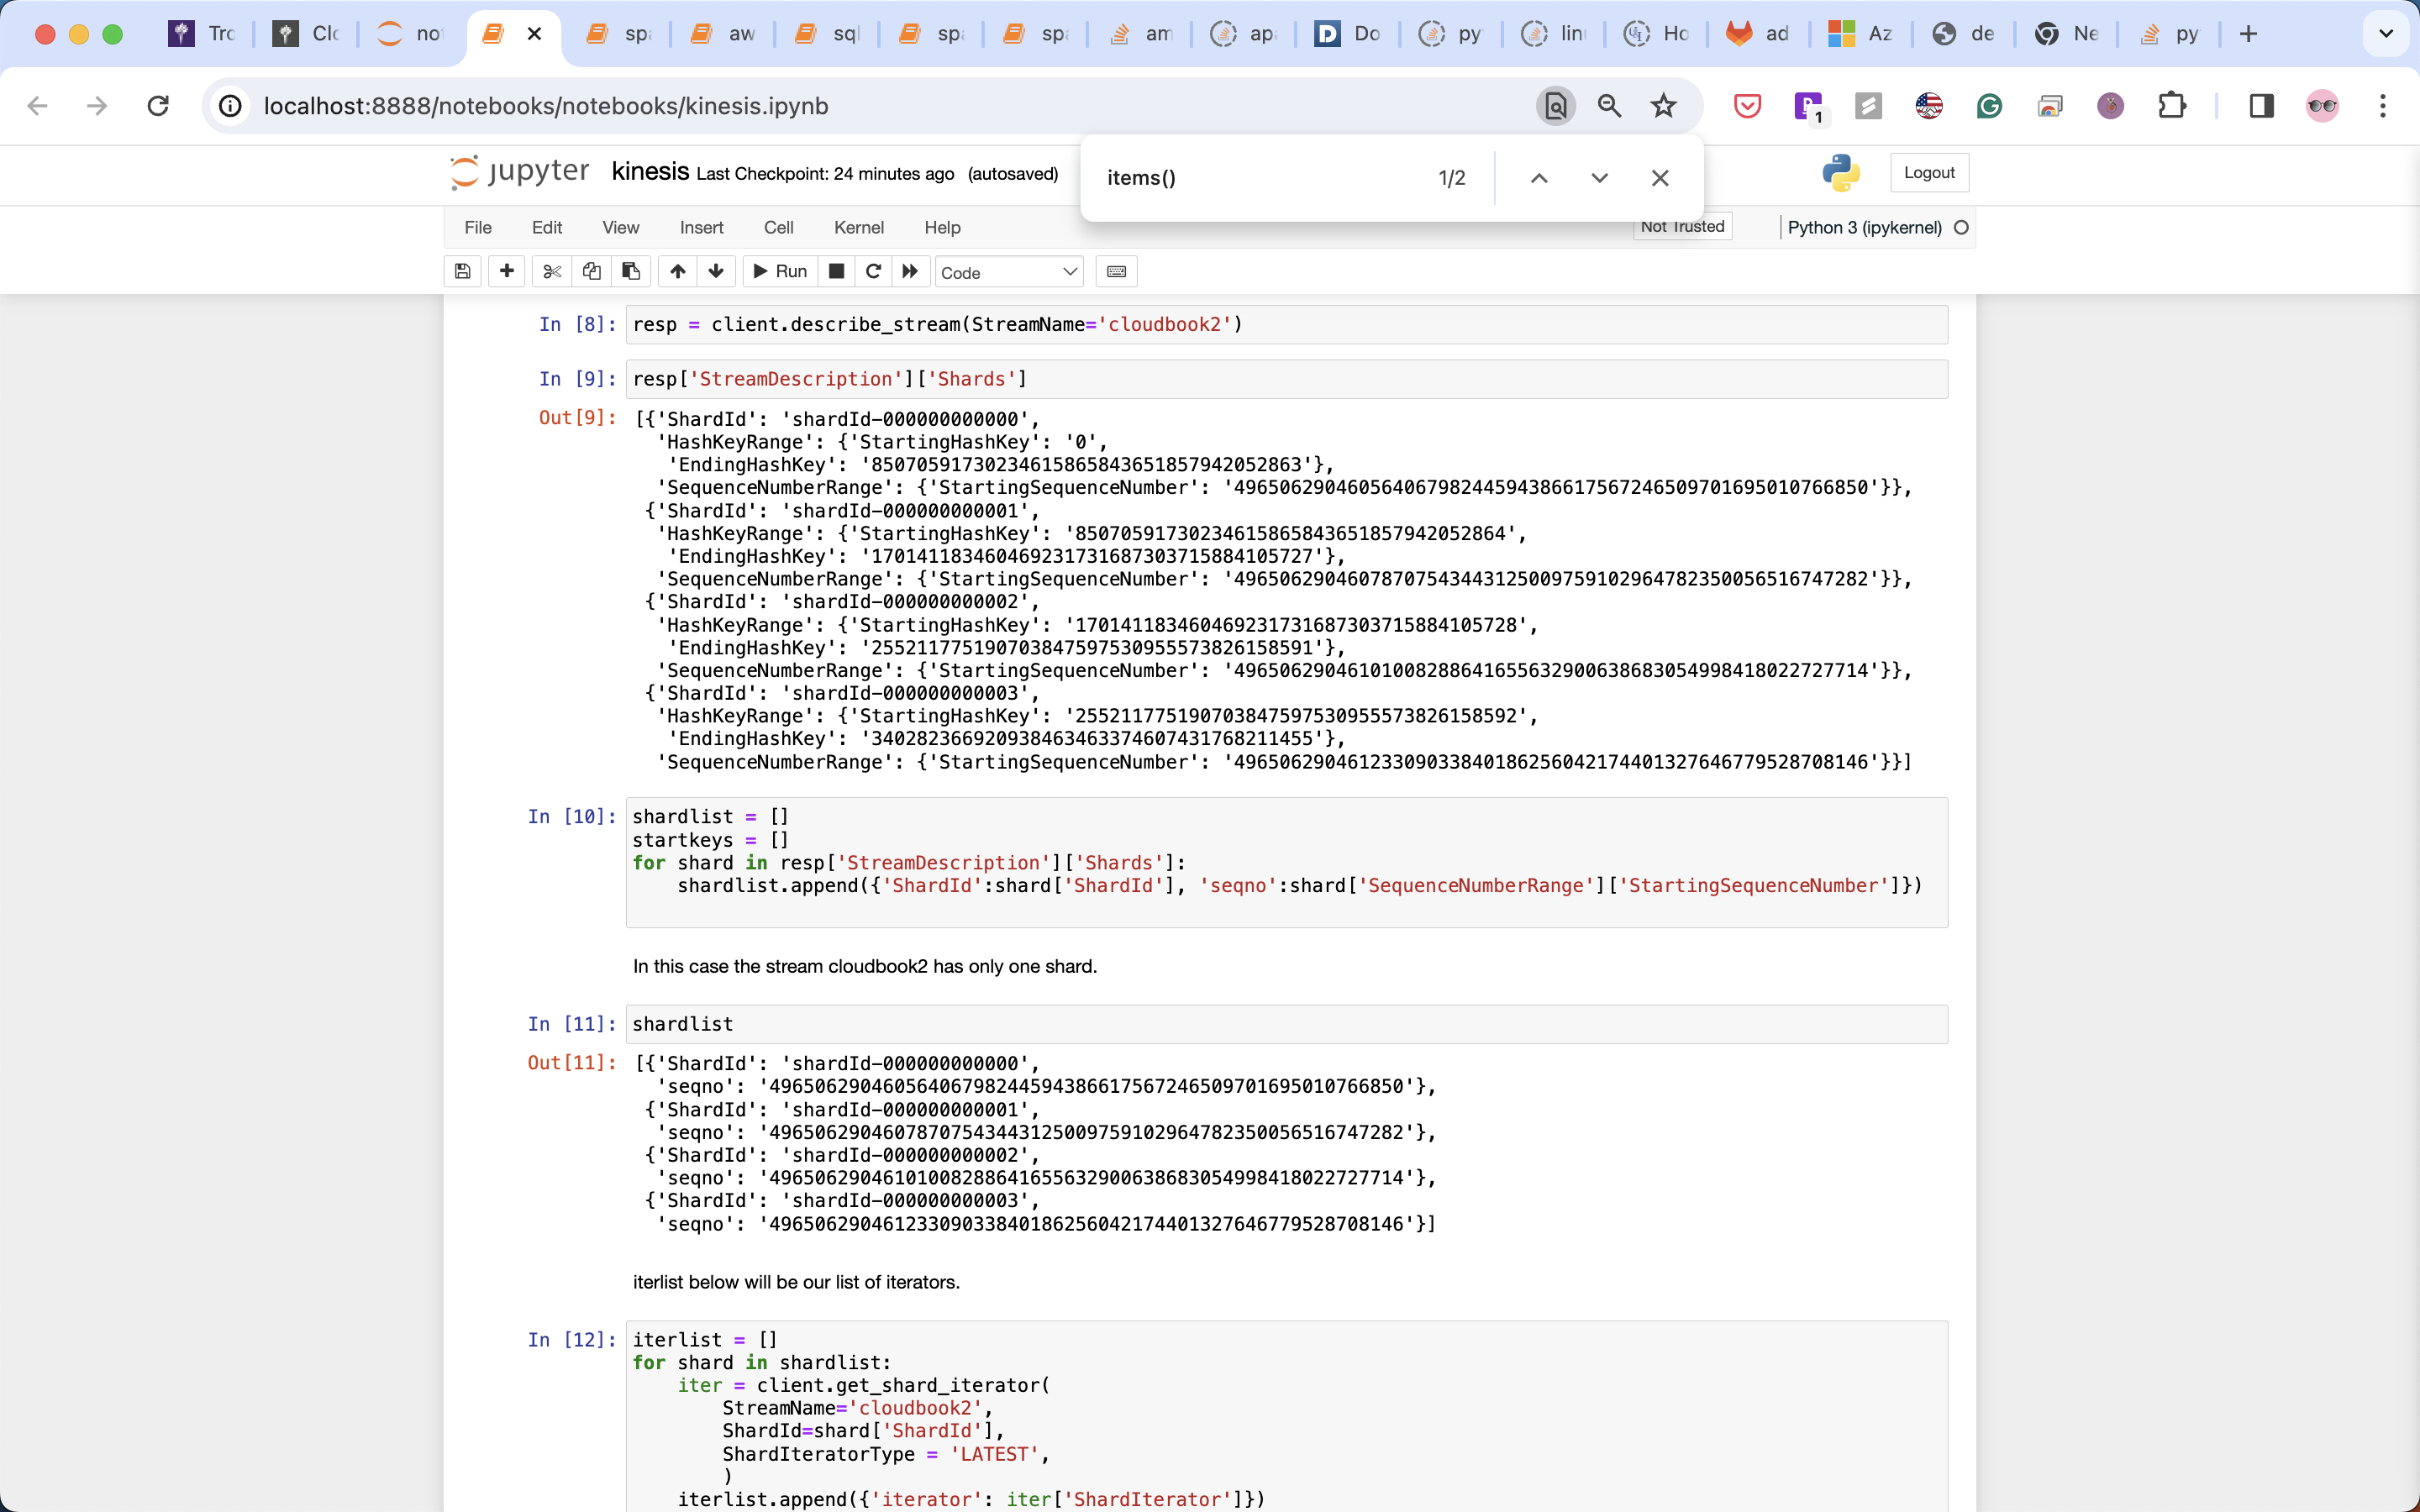 Tro
Clo
no
spa
aw
sql
spa
spa
am
apa
Do
py
linu
Ho
ad
Az
de
Ne
py
localhost:8888/notebooks/notebooks/kinesis.ipynb
1
jupyter kinesis Last Checkpoint: 24 minutes ago (autosaved)
items() 1/2
Logout
File Edit View Insert Cell Kernel Help
Not Trusted
Python 3 (ipykernel)
Run
Code
In [8]: resp = client.describe_stream(StreamName='cloudbook2')
In [9]: resp['StreamDescription']['Shards']
Out[9]: [{'ShardId': 'shardId-000000000000',
'HashKeyRange': {'StartingHashKey': '0',
'EndingHashKey': '85070591730234615865843651857942052863'},
'SequenceNumberRange': {'StartingSequenceNumber': '49650629046056406798244594386617567246509701695010766850'}},
{'ShardId': 'shardId-000000000001',
'HashKeyRange': {'StartingHashKey': '85070591730234615865843651857942052864',
'EndingHashKey': '170141183460469231731687303715884105727'},
'SequenceNumberRange': {'StartingSequenceNumber': '49650629046078707543443125009759102964782350056516747282'}},
{'ShardId': 'shardId-000000000002',
'HashKeyRange': {'StartingHashKey': '170141183460469231731687303715884105728',
'EndingHashKey': '255211775190703847597530955573826158591'},
'SequenceNumberRange': {'StartingSequenceNumber': '49650629046101008288641655632900638683054998418022727714'}},
{'ShardId': 'shardId-000000000003',
'HashKeyRange': {'StartingHashKey': '255211775190703847597530955573826158592',
'EndingHashKey': '340282366920938463463374607431768211455'},
'SequenceNumberRange': {'StartingSequenceNumber': '49650629046123309033840186256042174401327646779528708146'}}]
In [10]: shardlist = []
startkeys = []
for shard in resp['StreamDescription']['Shards']:
shardlist.append({'ShardId':shard['ShardId'], 'seqno':shard['SequenceNumberRange']['StartingSequenceNumber']})
In this case the stream cloudbook2 has only one shard.
In [11]: shardlist
Out[11]: [{'ShardId': 'shardId-000000000000',
'seqno': '49650629046056406798244594386617567246509701695010766850'},
{'ShardId': 'shardId-000000000001',
'seqno': '49650629046078707543443125009759102964782350056516747282'},
{'ShardId': 'shardId-000000000002',
'seqno': '49650629046101008288641655632900638683054998418022727714'},
{'ShardId': 'shardId-000000000003',
'seqno': '49650629046123309033840186256042174401327646779528708146'}]
iterlist below will be our list of iterators.
In [12]: iterlist = []
for shard in shardlist:
iter = client.get_shard_iterator(
StreamName='cloudbook2',
ShardId=shard['ShardId'],
ShardIteratorType = 'LATEST',
)
iterlist.append({'iterator': iter['ShardIterator']})